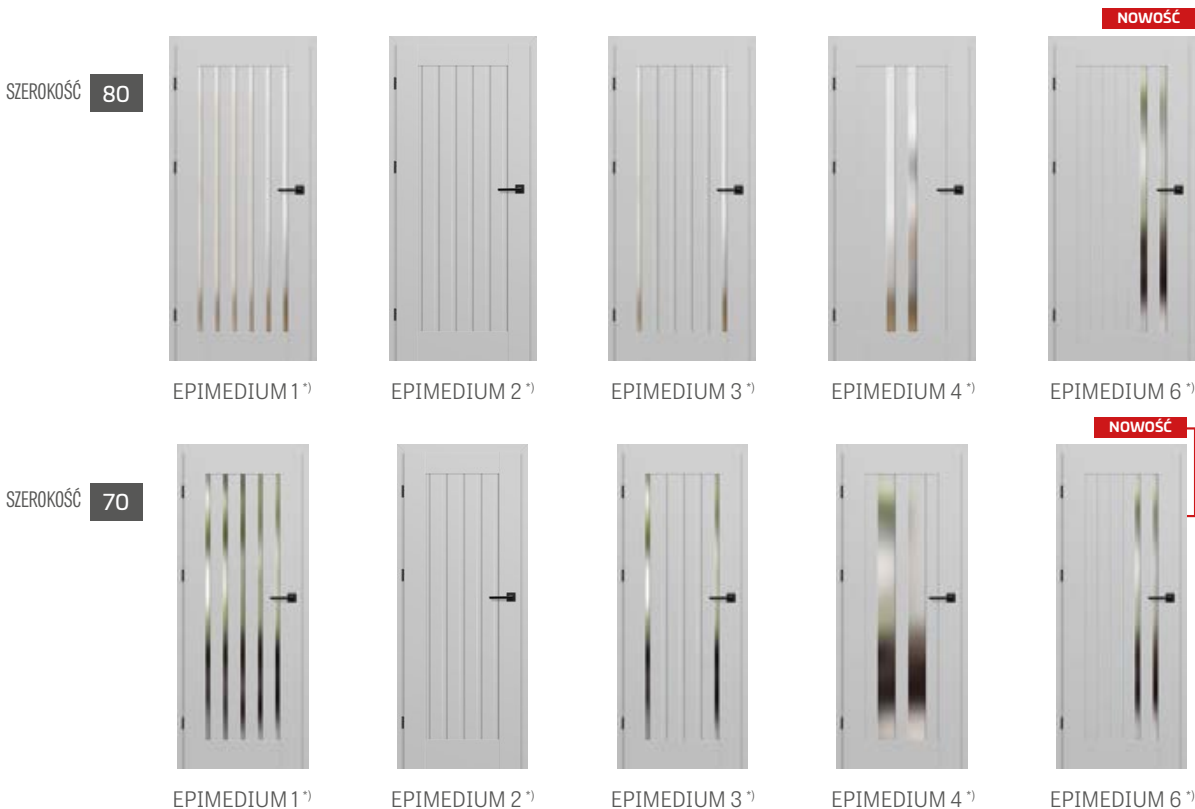 NOWOŚĆ
SZEROKOŚĆ 80
EPIMEDIUM 1 *)
EPIMEDIUM 2 *)
EPIMEDIUM 3 *)
EPIMEDIUM 4 *)
EPIMEDIUM 6 *)
NOWOŚĆ
SZEROKOŚĆ 70
EPIMEDIUM 1 *)
EPIMEDIUM 2 *)
EPIMEDIUM 3 *)
EPIMEDIUM 4 *)
EPIMEDIUM 6 *)